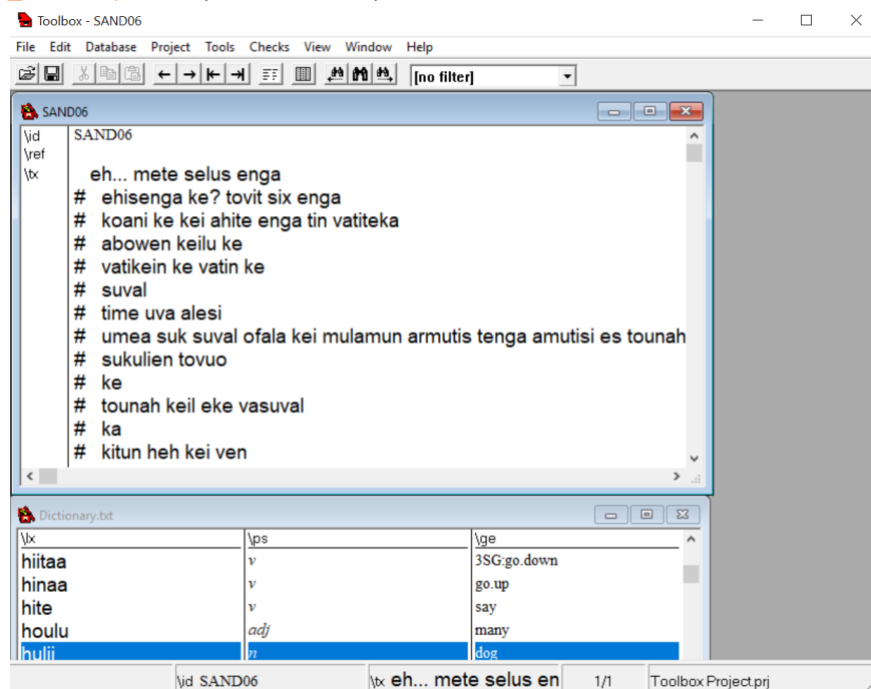 Toolbox - SAND06
File Edit Database Project Tools Checks View Window Help
[no filter]
SAND06
\id SAND06
\ref
\tx eh... mete selus enga
# ehisenga ke? tovit six enga
# koani ke kei ahite enga tin vatiteka
# abowen keilu ke
# vatikein ke vatin ke
# suval
# time uva alesi
# umea suk suval ofala kei mulamun armutis tenga amutisi es tounah
# sukulien tovuo
# ke
# tounah keil eke vasuval
# ka
# kitun heh kei ven
Dictionary.txt
\lx \ps \ge
hiitaa v 3SG:go.down
hinaa v go.up
hite v say
houlu adj many
hulii n dog
\id SAND06 \tx eh... mete selus en 1/1 Toolbox Project.prj